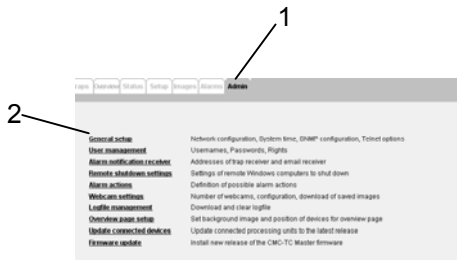 1
Overview Status Setup Images Alarms Admin
2
General setup Network configuration, System time, SNMP configuration, Telnet options
User management Usernames, Passwords, Rights
Alarm notification receiver Addresses of trap receiver and email receiver
Remote shutdown settings Settings of remote Windows computers to shut down
Alarm actions Definition of possible alarm actions
Webcam settings Number of webcams, configuration, download of saved images
Logfile management Download and clear logfile
Overview page setup Set background image and position of devices for overview page
Update connected devices Update connected processing units to the latest release
Firmware update Install new release of the CMC-TC Master firmware